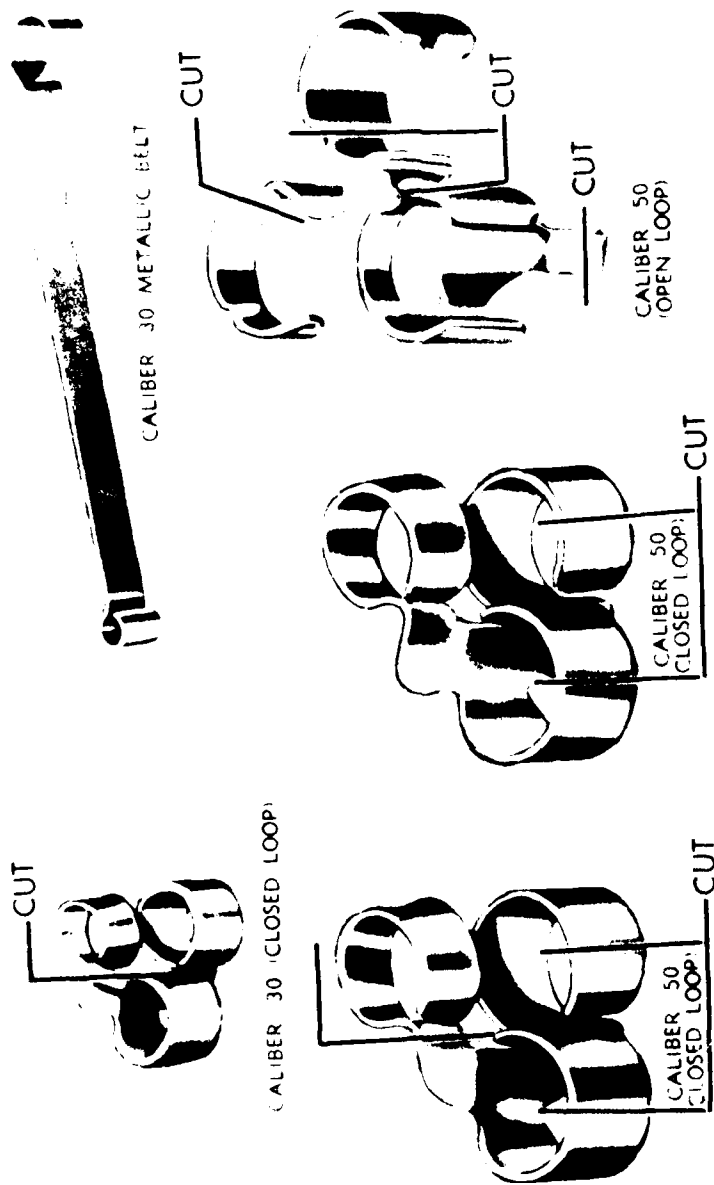 CUT
CALIBER 30 (CLOSED LOOP)
CALIBER 50
CLOSED LOOP)
CUT
CALIBER 50
CLOSED LOOP)
CUT
CALIBER 30 METALLIC BELT
CUT
CUT
CUT
CALIBER 50
(OPEN LOOP)